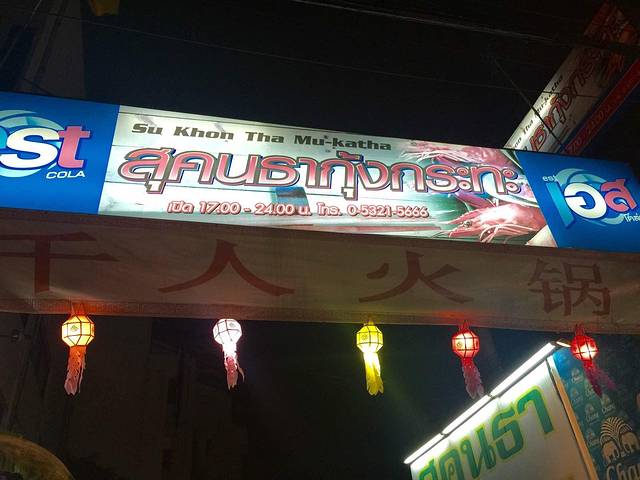 est
COLA
Su Khon Tha Mu-katha
สุคนธากุ้งกระทะ
เปิด 17.00 - 24.00 น. โทร. 0-5321-5666
est
เอส
千人火锅
สุคนธา
Chang